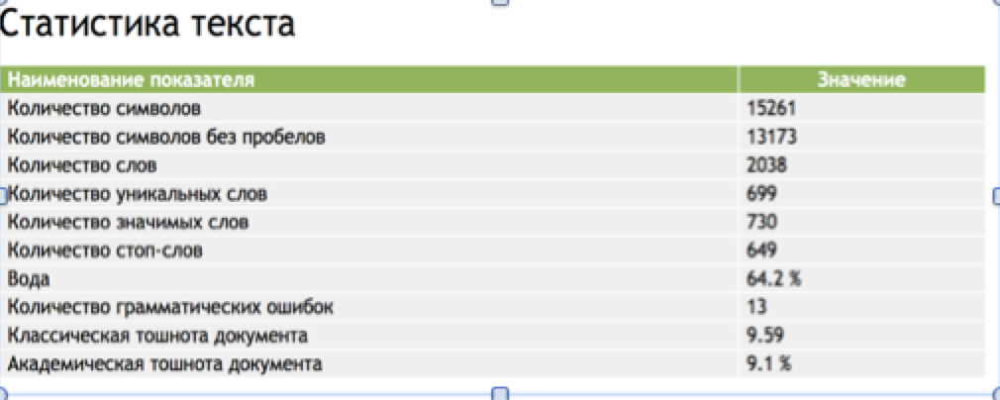 Статистика текста
Наименование показателя Значение
Количество символов 15261
Количество символов без пробелов 13173
Количество слов 2038
Количество уникальных слов 699
Количество значимых слов 730
Количество стоп-слов 649
Вода 64.2 %
Количество грамматических ошибок 13
Классическая тошнота документа 9.59
Академическая тошнота документа 9.1 %